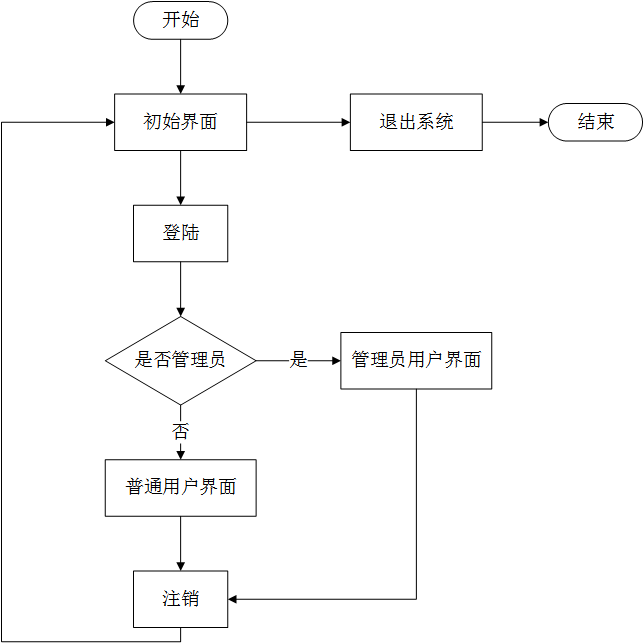 开始
初始界面
退出系统
结束
登陆
是否管理员
是
管理员用户界面
否
普通用户界面
注销